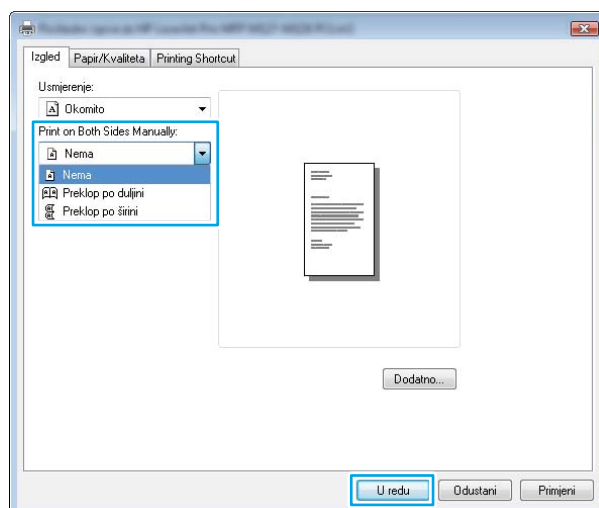 Izgled Papir/Kvaliteta Printing Shortcut
Usmjerenje:
Okomito
Print on Both Sides Manually:
Nema
Nema
Preklop po duljini
Preklop po širini
Dodatno...
U redu Odustani Primjeni